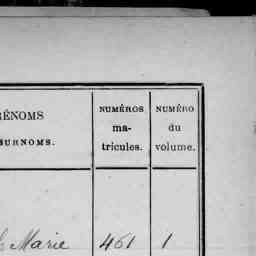 RÉNOMS
SURNOMS.
NUMÉROS
ma-
tricules.
NUMÉRO
du
volume.
Marie 461 1